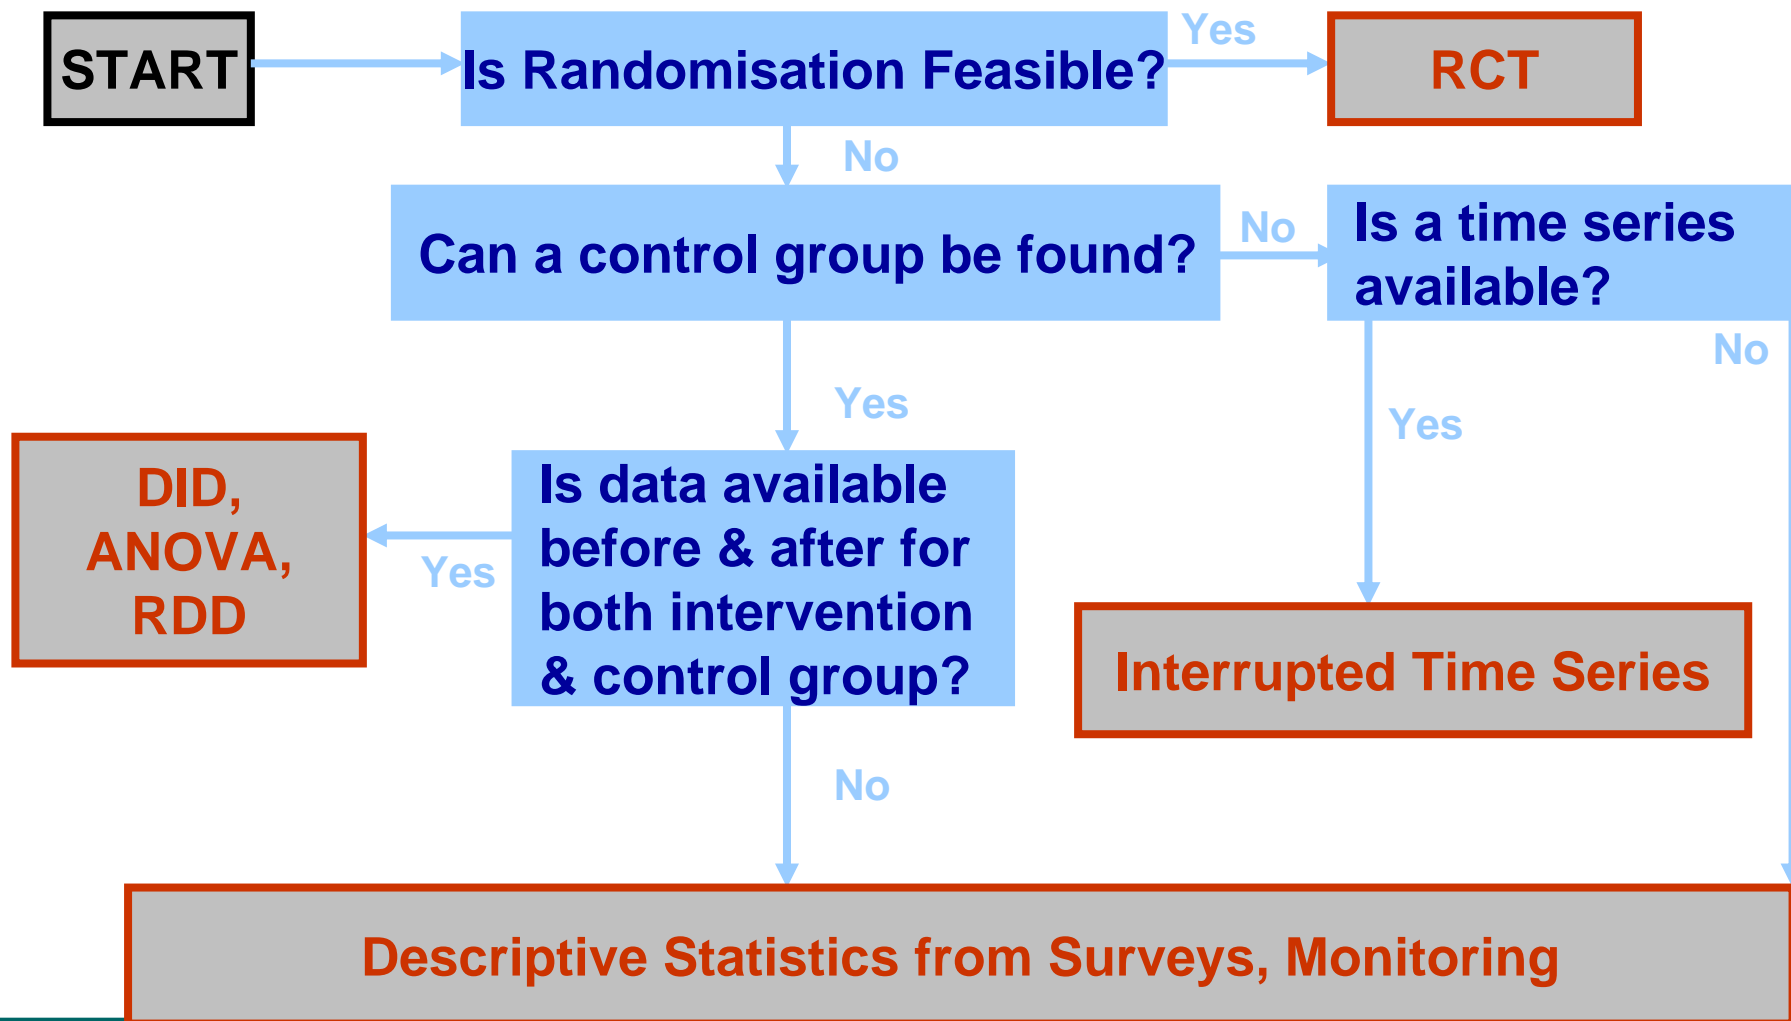 START
Is Randomisation Feasible?
Yes
RCT
No
Can a control group be found?
No
Is a time series
available?
No
Yes
Yes
DID,
ANOVA,
RDD
Yes
Is data available
before & after for
both intervention
& control group?
Interrupted Time Series
No
Descriptive Statistics from Surveys, Monitoring